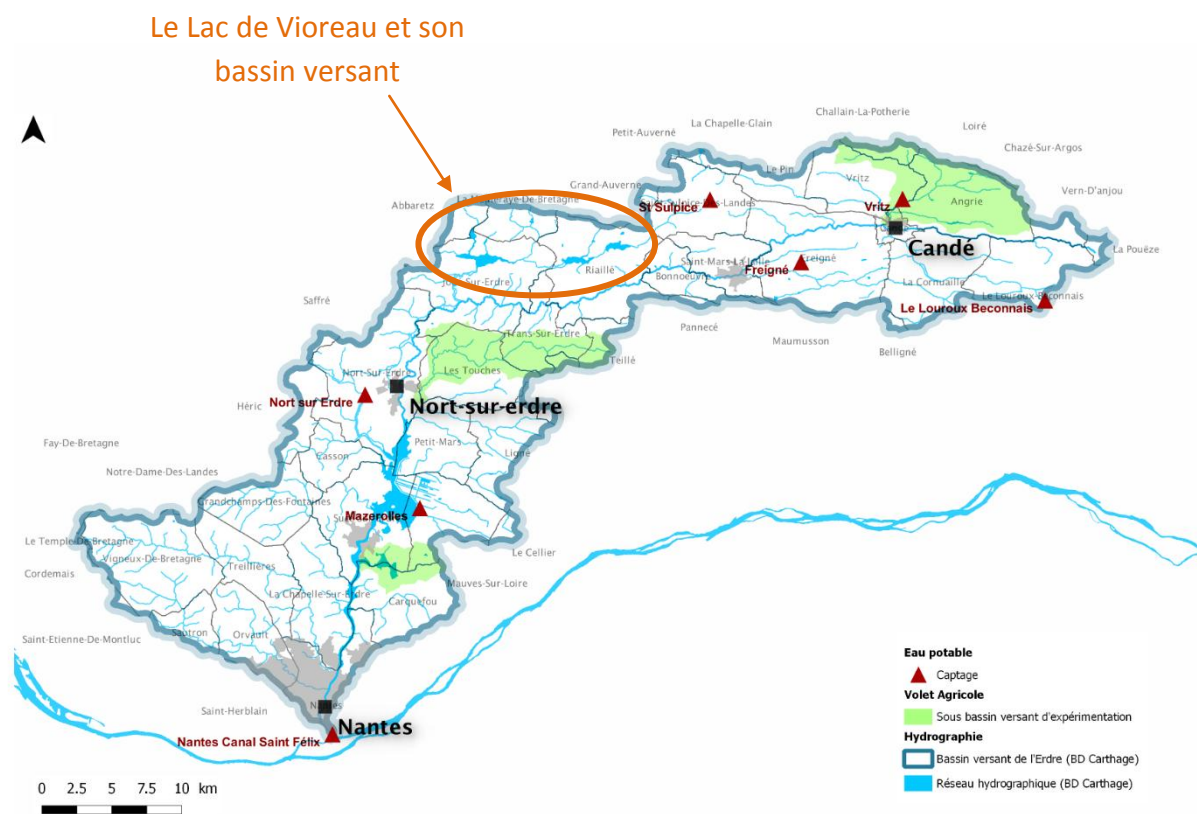 Le Lac de Vioreau et son
bassin versant
Challain-La-Potherie
Loiré
La Chapelle-Glain
Petit-Auverné
Chazé-Sur-Argos
Le Pin
Vritz
Grand-Auverne
Vern-D'anjou
Abbaretz
St Sulpice
Vritz
Angrie
Candé
La Pouëze
Saint-Mars-La-Jaille
Freigné
Freigné
Riaillé
Bonnoeuvre
La Cornuaille
Le Louroux-Beconnais
Le Louroux Beconnais
Saffré
Pannecé
Trans-Sur-Erdre
Maumusson
Belligné
Teillé
Les Touches
Nort-Sur-Erdre
Nort sur Erdre
Nort-sur-erdre
Héric
Petit-Mars
Fay-De-Bretagne
Ligné
Casson
Notre-Dame-Des-Landes
Grandchamps-Des-Fontaines
Mazerolles
Le Temple-De-Bretagne
Le Cellier
Vigneux-De-Bretagne
Treillières
Cordemais
Mauves-Sur-Loire
La Chapelle-Sur-Erdre
Carquefou
Saint-Etienne-De-Montluc
Sautron
Orvault
Saint-Herblain
Nantes
Nantes Canal Saint Félix
Eau potable
Captage
Volet Agricole
Sous bassin versant d'expérimentation
Hydrographie
Bassin versant de l'Erdre (BD Carthage)
Réseau hydrographique (BD Carthage)
0 2.5 5 7.5 10 km